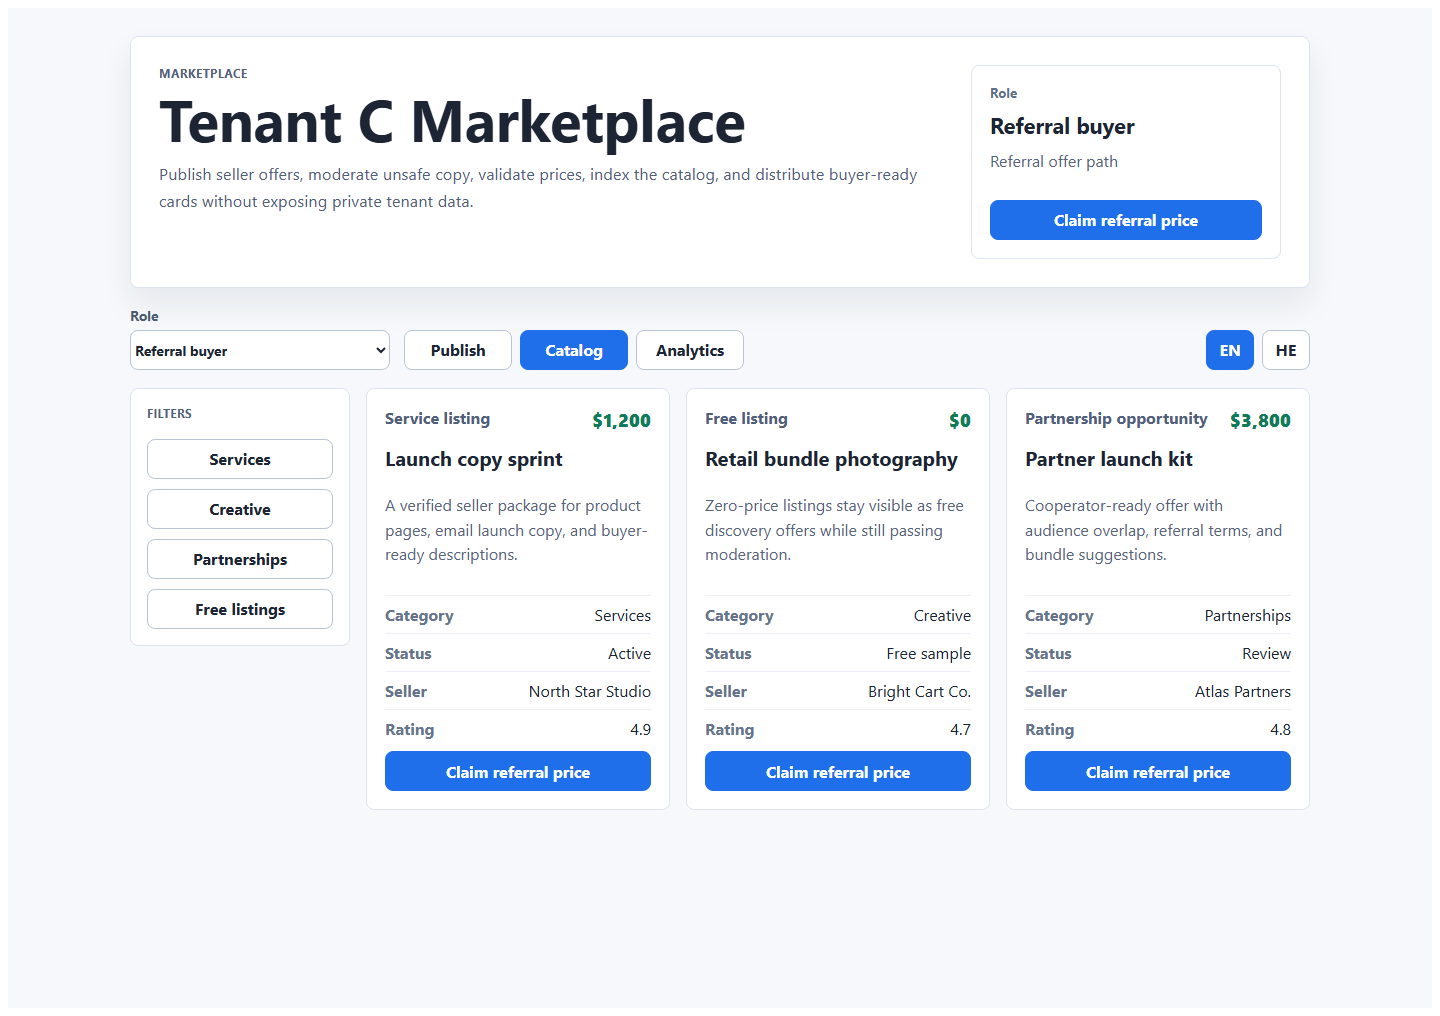 MARKETPLACE
Tenant C Marketplace
Publish seller offers, moderate unsafe copy, validate prices, index the catalog, and distribute buyer-ready
cards without exposing private tenant data.
Role
Referral buyer
Referral offer path
Claim referral price
Role
Referral buyer
Publish
Catalog
Analytics
EN
HE
FILTERS
Services
Creative
Partnerships
Free listings
Service listing
$1,200
Launch copy sprint
A verified seller package for product
pages, email launch copy, and buyer-
ready descriptions.
Category
Services
Status
Active
Seller
North Star Studio
Rating
4.9
Claim referral price
Free listing
$0
Retail bundle photography
Zero-price listings stay visible as free
discovery offers while still passing
moderation.
Category
Creative
Status
Free sample
Seller
Bright Cart Co.
Rating
4.7
Claim referral price
Partnership opportunity
$3,800
Partner launch kit
Cooperator-ready offer with
audience overlap, referral terms, and
bundle suggestions.
Category
Partnerships
Status
Review
Seller
Atlas Partners
Rating
4.8
Claim referral price